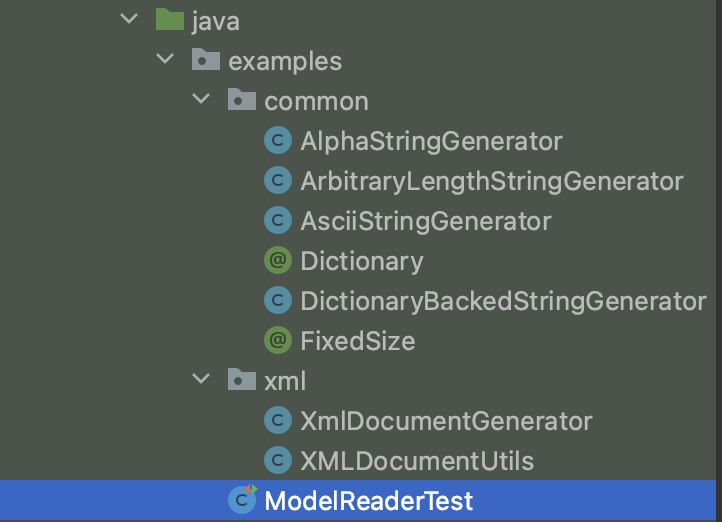 java
examples
common
AlphaStringGenerator
ArbitraryLengthStringGenerator
AsciiStringGenerator
Dictionary
DictionaryBackedStringGenerator
FixedSize
xml
XmlDocumentGenerator
XMLDocumentUtils
ModelReaderTest